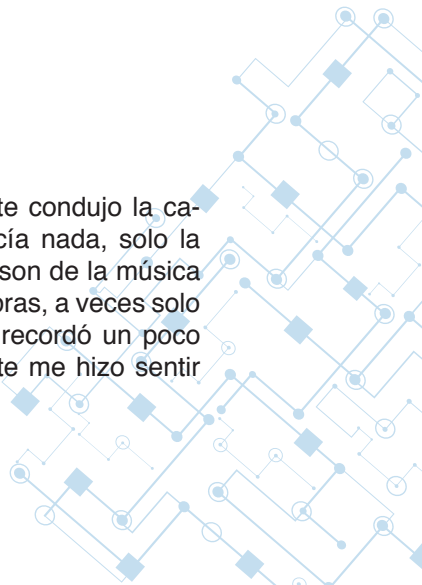 te condujo la ca-
cía nada, solo la
son de la música
oras, a veces solo
recordó un poco
te me hizo sentir